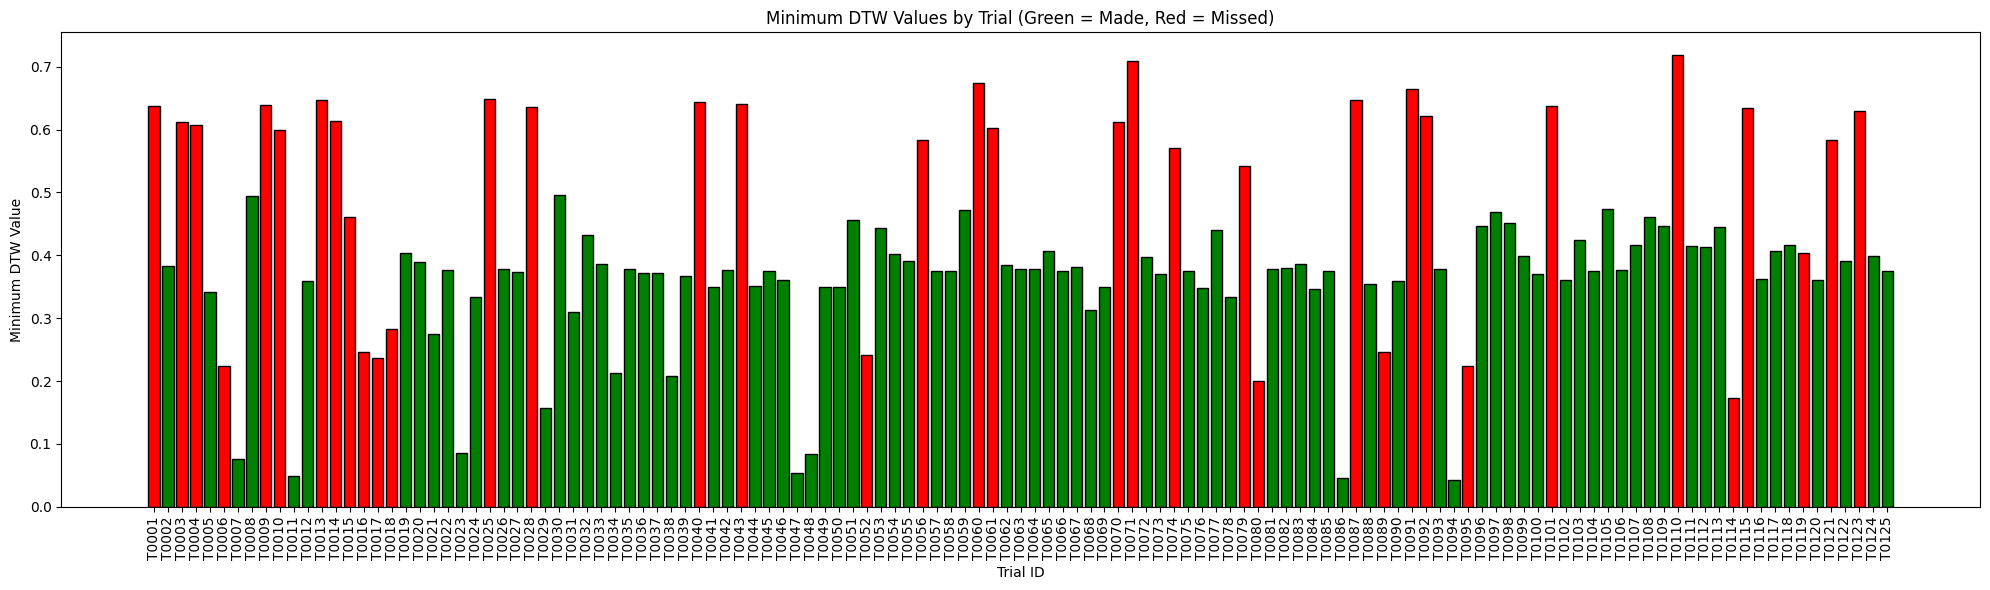 Minimum DTW Values by Trial (Green = Made, Red = Missed)
Minimum DTW Value
0.7
0.6
0.5
0.4
0.3
0.2
0.1
0.0
T0001
T0002
T0003
T0004
T0005
T0006
T0007
T0008
T0009
T0010
T0011
T0012
T0013
T0014
T0015
T0016
T0017
T0018
T0019
T0020
T0021
T0022
T0023
T0024
T0025
T0026
T0027
T0028
T0029
T0030
T0031
T0032
T0033
T0034
T0035
T0036
T0037
T0038
T0039
T0040
T0041
T0042
T0043
T0044
T0045
T0046
T0047
T0048
T0049
T0050
T0051
T0052
T0053
T0054
T0055
T0056
T0057
T0058
T0059
T0060
T0061
T0062
T0063
T0064
T0065
T0066
T0067
T0068
T0069
T0070
T0071
T0072
T0073
T0074
T0075
T0076
T0077
T0078
T0079
T0080
T0081
T0082
T0083
T0084
T0085
T0086
T0087
T0088
T0089
T0090
T0091
T0092
T0093
T0094
T0095
T0096
T0097
T0098
T0099
T0100
T0101
T0102
T0103
T0104
T0105
T0106
T0107
T0108
T0109
T0110
T0111
T0112
T0113
T0114
T0115
T0116
T0117
T0118
T0119
T0120
T0121
T0122
T0123
T0124
T0125
Trial ID